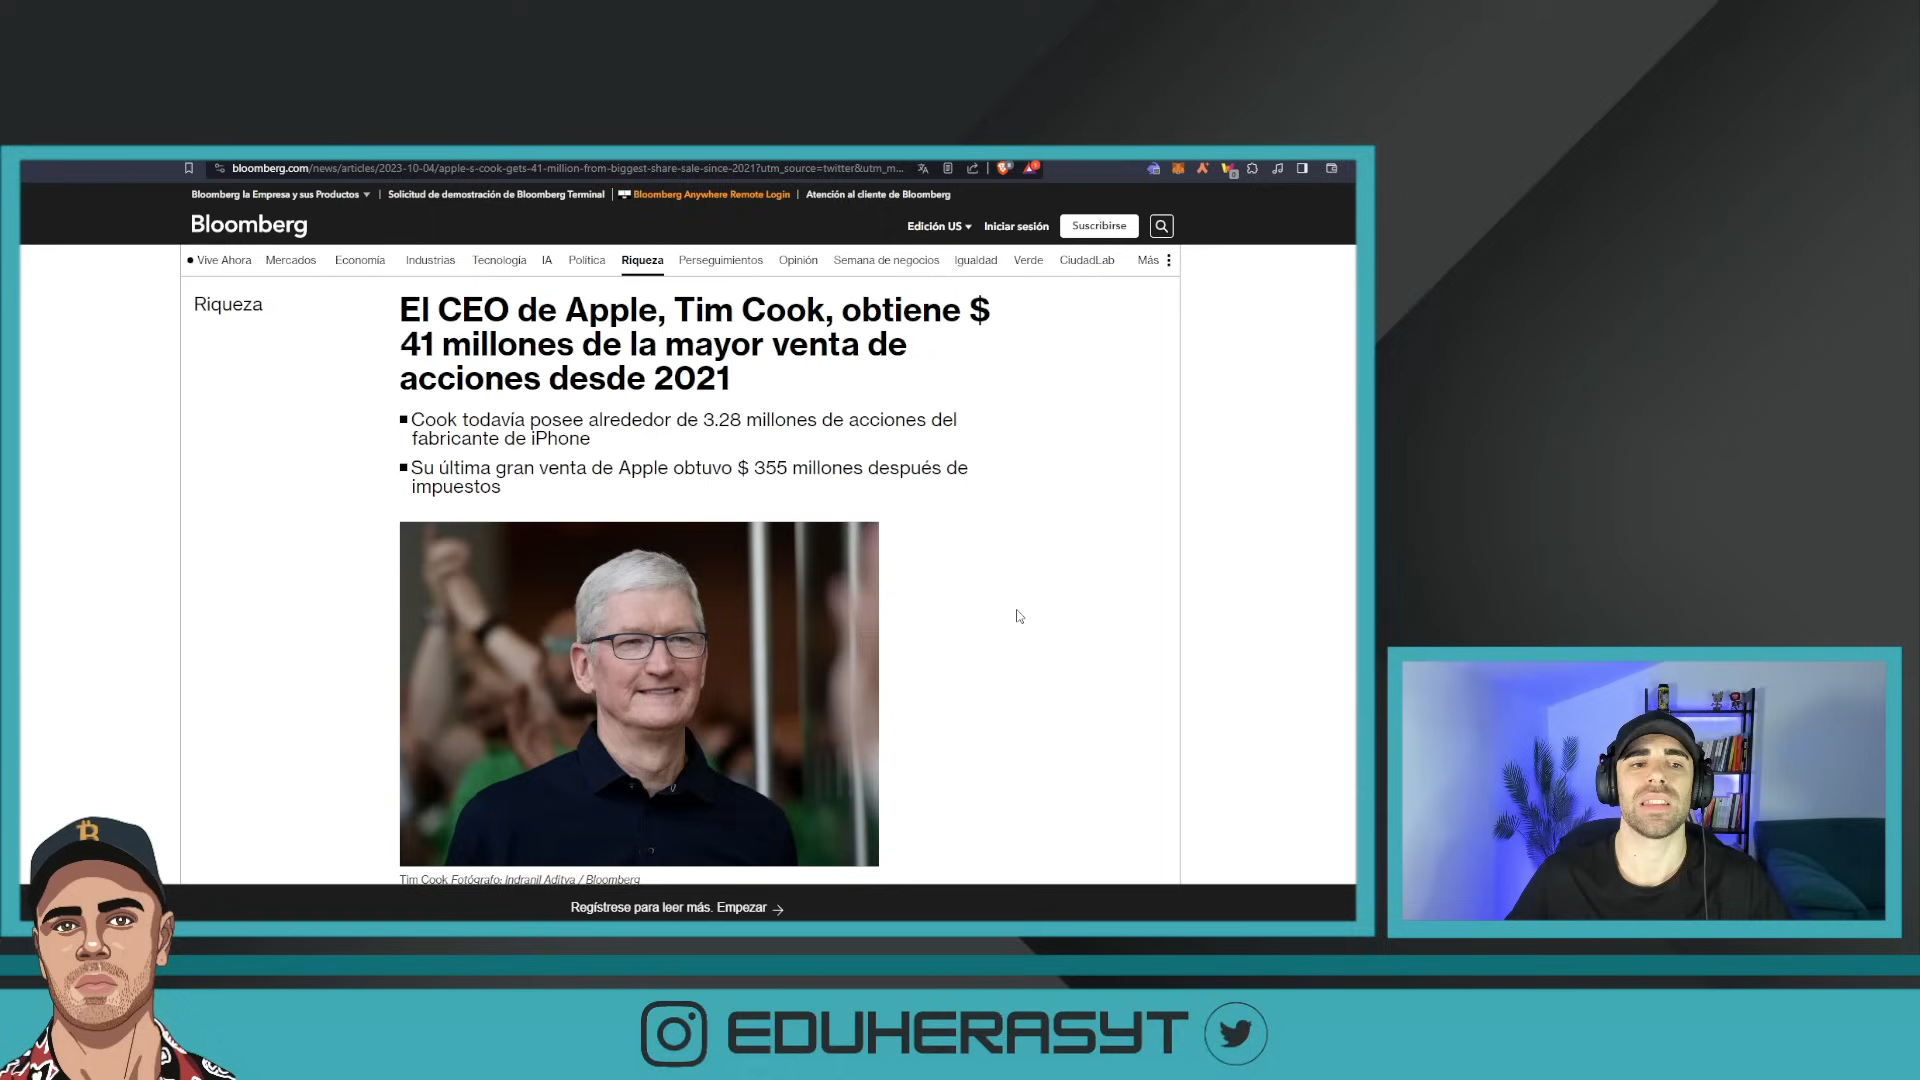 bloomberg.com/news/articles/2023-10-04/apple-s-cook-gets-41-million-from-biggest-share-sale-since-2021?utm_source=twitter&utm_m...
Bloomberg la Empresa y sus Productos | Solicitud de demostración de Bloomberg Terminal | Bloomberg Anywhere Remote Login | Atención al cliente de Bloomberg
Bloomberg Edición US Iniciar sesión Suscribirse
Vive Ahora Mercados Economía Industrias Tecnología IA Política Riqueza Perseguimientos Opinión Semana de negocios Igualdad Verde CiudadLab Más
Riqueza
El CEO de Apple, Tim Cook, obtiene $
41 millones de la mayor venta de
acciones desde 2021
Cook todavía posee alrededor de 3.28 millones de acciones del
fabricante de iPhone
Su última gran venta de Apple obtuvo $ 355 millones después de
impuestos
Tim Cook Fotógrafo: Indranil Aditya / Bloomberg
Regístrese para leer más. Empezar
EDUHERASYT